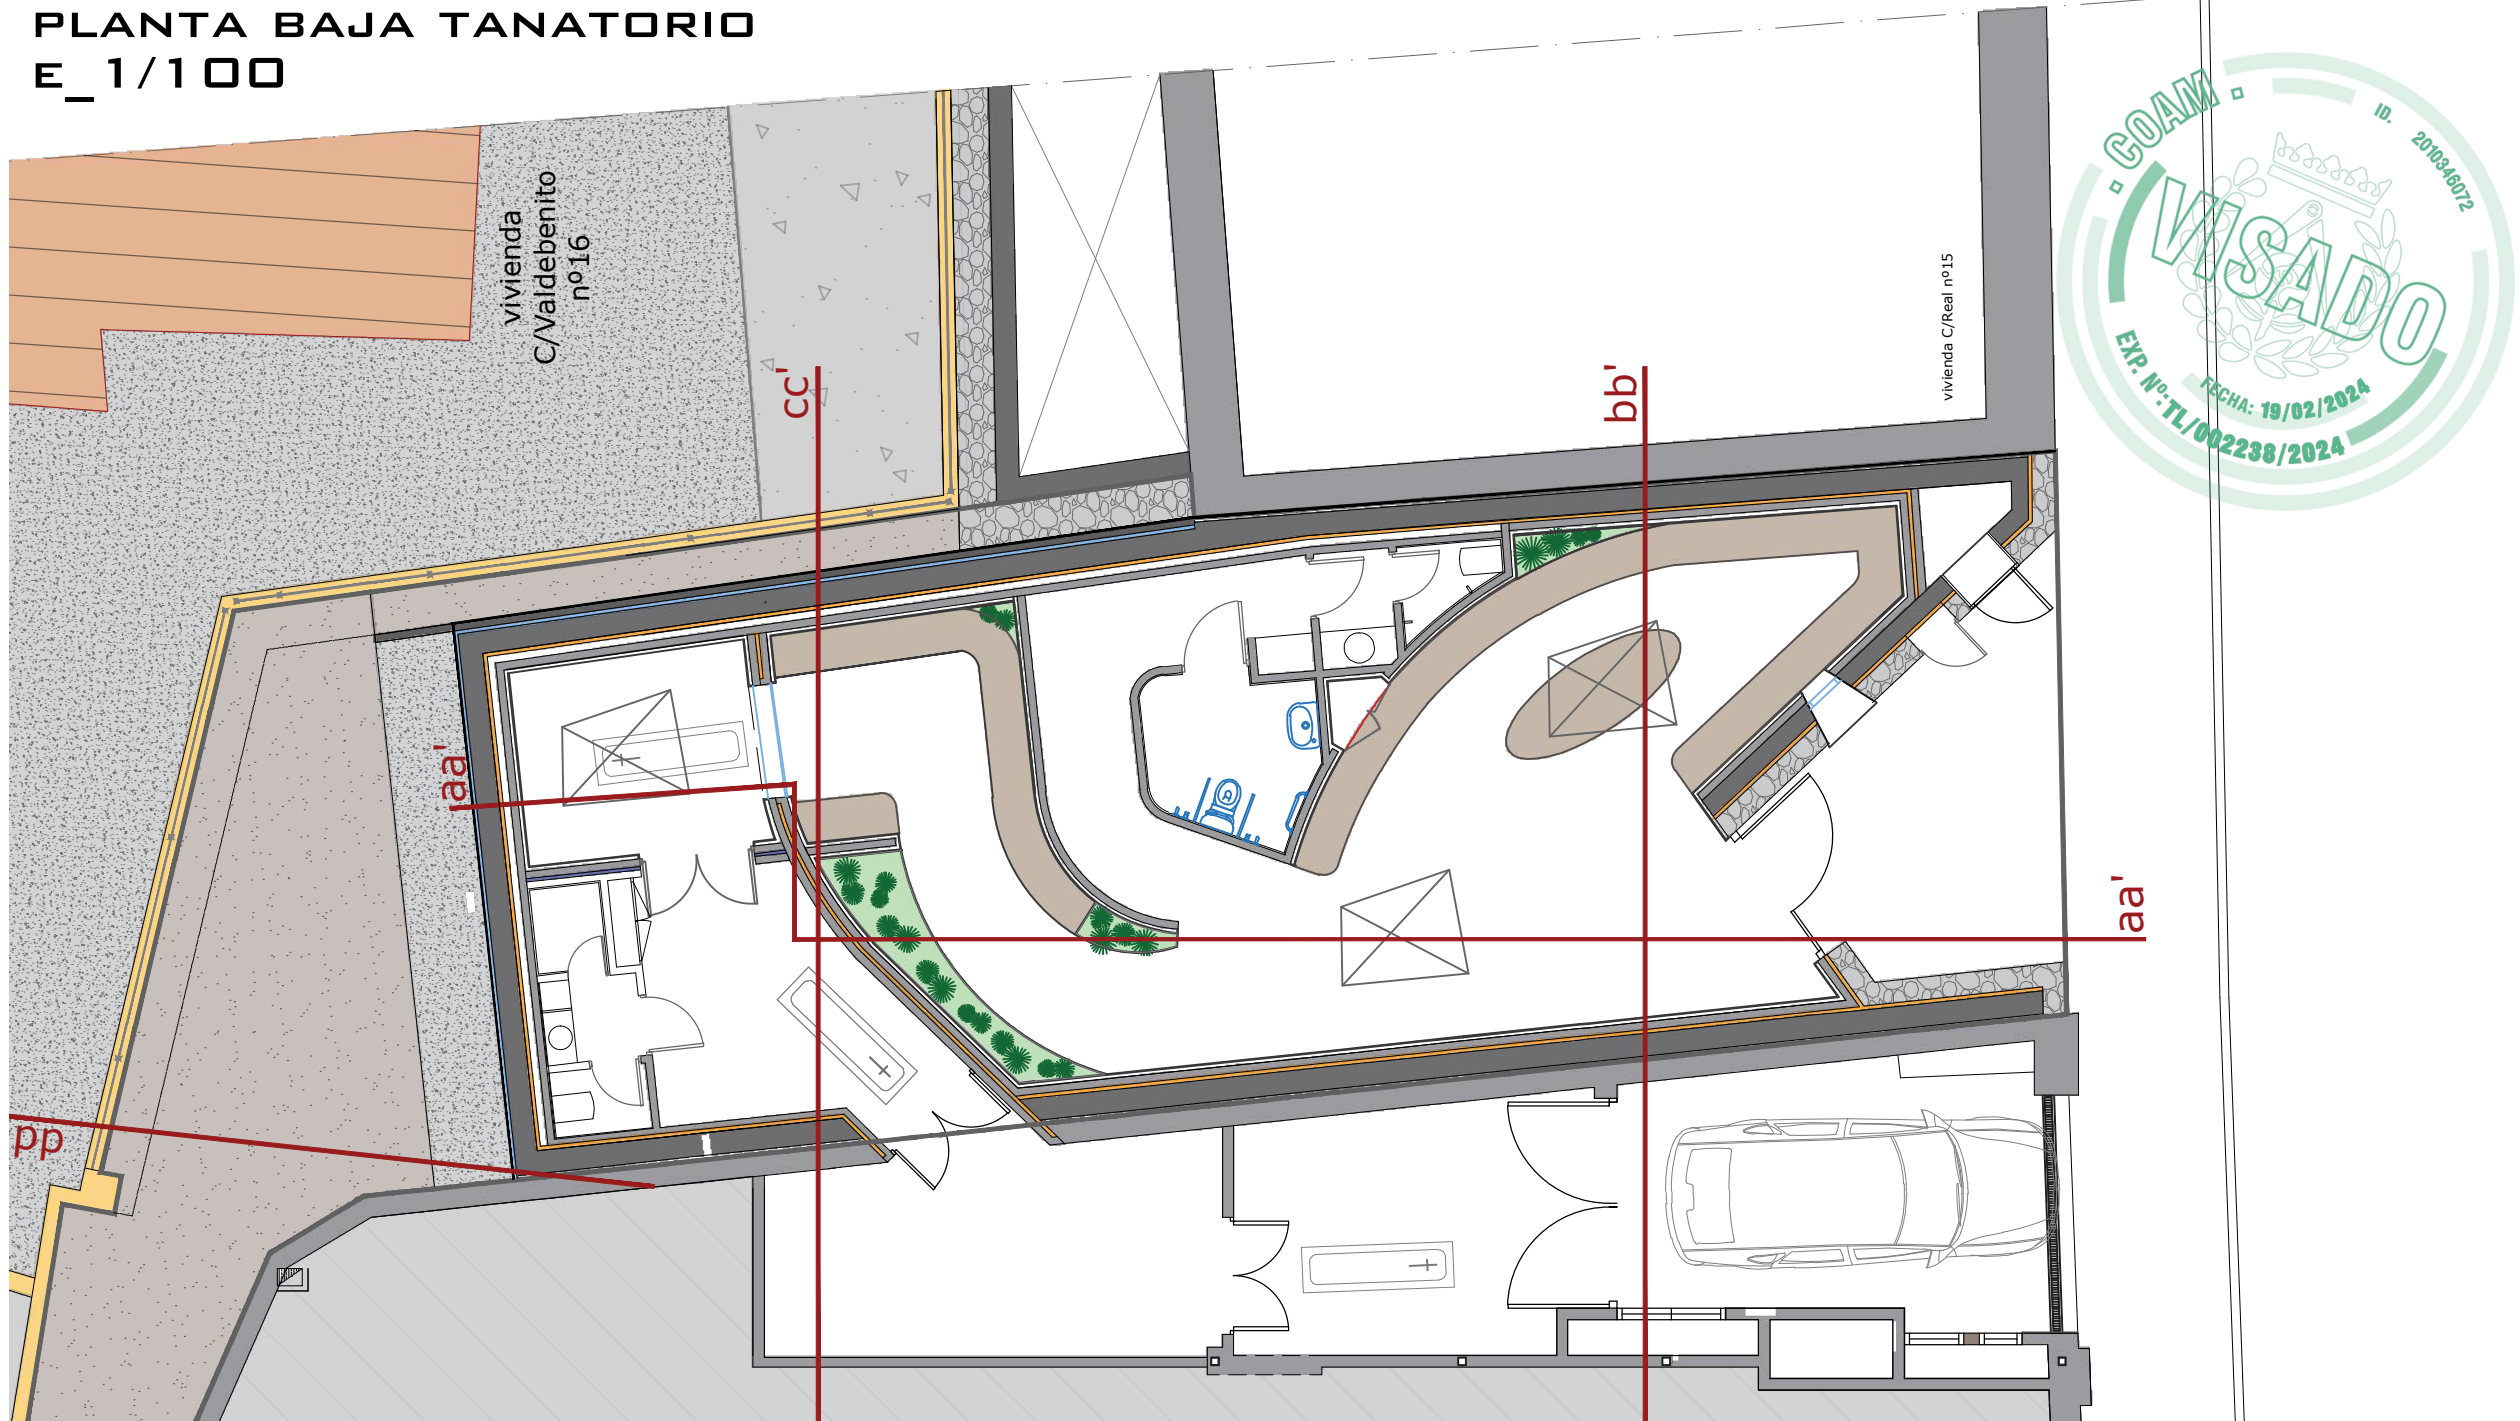 PLANTA BAJA TANATORIO
E_1/100
vivienda
C/Valdebenito
nº16
cc'
bb'
vivienda C/Real nº15
aa'
aa'
pp
. COAM .
ID. 2010346072
VISADO
FECHA: 19/02/2024
EXP. Nº: TL/002238/2024